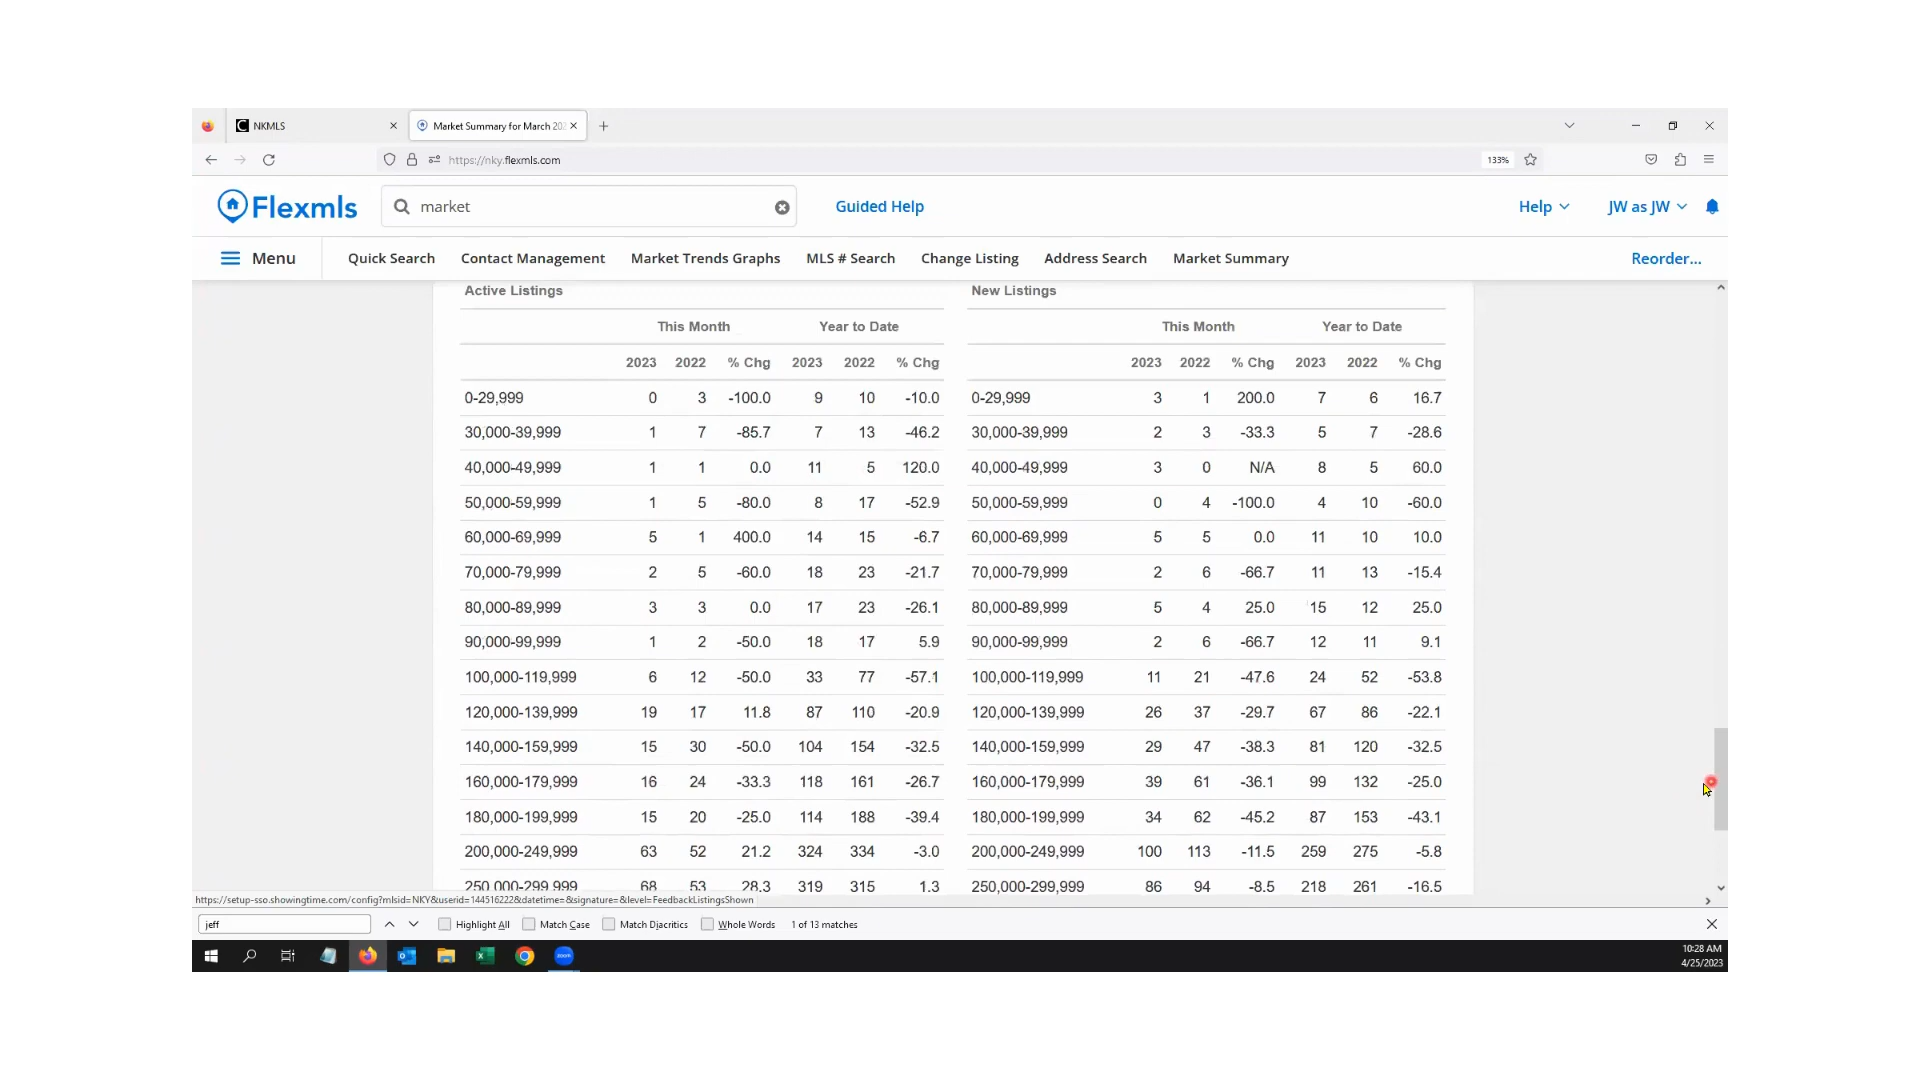 NKMLS
Market Summary for March 202
https://nky.flexmls.com
133%
Flexmls
market
Guided Help
Help
JW as JW
Menu
Quick Search
Contact Management
Market Trends Graphs
MLS # Search
Change Listing
Address Search
Market Summary
Reorder...
Active Listings
This Month Year to Date
2023 2022 % Chg 2023 2022 % Chg
0-29,999 0 3 -100.0 9 10 -10.0
30,000-39,999 1 7 -85.7 7 13 -46.2
40,000-49,999 1 1 0.0 11 5 120.0
50,000-59,999 1 5 -80.0 8 17 -52.9
60,000-69,999 5 1 400.0 14 15 -6.7
70,000-79,999 2 5 -60.0 18 23 -21.7
80,000-89,999 3 3 0.0 17 23 -26.1
90,000-99,999 1 2 -50.0 18 17 5.9
100,000-119,999 6 12 -50.0 33 77 -57.1
120,000-139,999 19 17 11.8 87 110 -20.9
140,000-159,999 15 30 -50.0 104 154 -32.5
160,000-179,999 16 24 -33.3 118 161 -26.7
180,000-199,999 15 20 -25.0 114 188 -39.4
200,000-249,999 63 52 21.2 324 334 -3.0
250,000-299,999 68 53 28.3 319 315 1.3
New Listings
This Month Year to Date
2023 2022 % Chg 2023 2022 % Chg
0-29,999 3 1 200.0 7 6 16.7
30,000-39,999 2 3 -33.3 5 7 -28.6
40,000-49,999 3 0 N/A 8 5 60.0
50,000-59,999 0 4 -100.0 4 10 -60.0
60,000-69,999 5 5 0.0 11 10 10.0
70,000-79,999 2 6 -66.7 11 13 -15.4
80,000-89,999 5 4 25.0 15 12 25.0
90,000-99,999 2 6 -66.7 12 11 9.1
100,000-119,999 11 21 -47.6 24 52 -53.8
120,000-139,999 26 37 -29.7 67 86 -22.1
140,000-159,999 29 47 -38.3 81 120 -32.5
160,000-179,999 39 61 -36.1 99 132 -25.0
180,000-199,999 34 62 -45.2 87 153 -43.1
200,000-249,999 100 113 -11.5 259 275 -5.8
250,000-299,999 86 94 -8.5 218 261 -16.5
https://setup-sso.showingtime.com/config?mlsid=NKY&userid=144516222&datetime=&signature=&level=FeedbackListingsShown
jeff
Highlight All
Match Case
Match Diacritics
Whole Words
1 of 13 matches
zoom
10:28 AM
4/25/2023